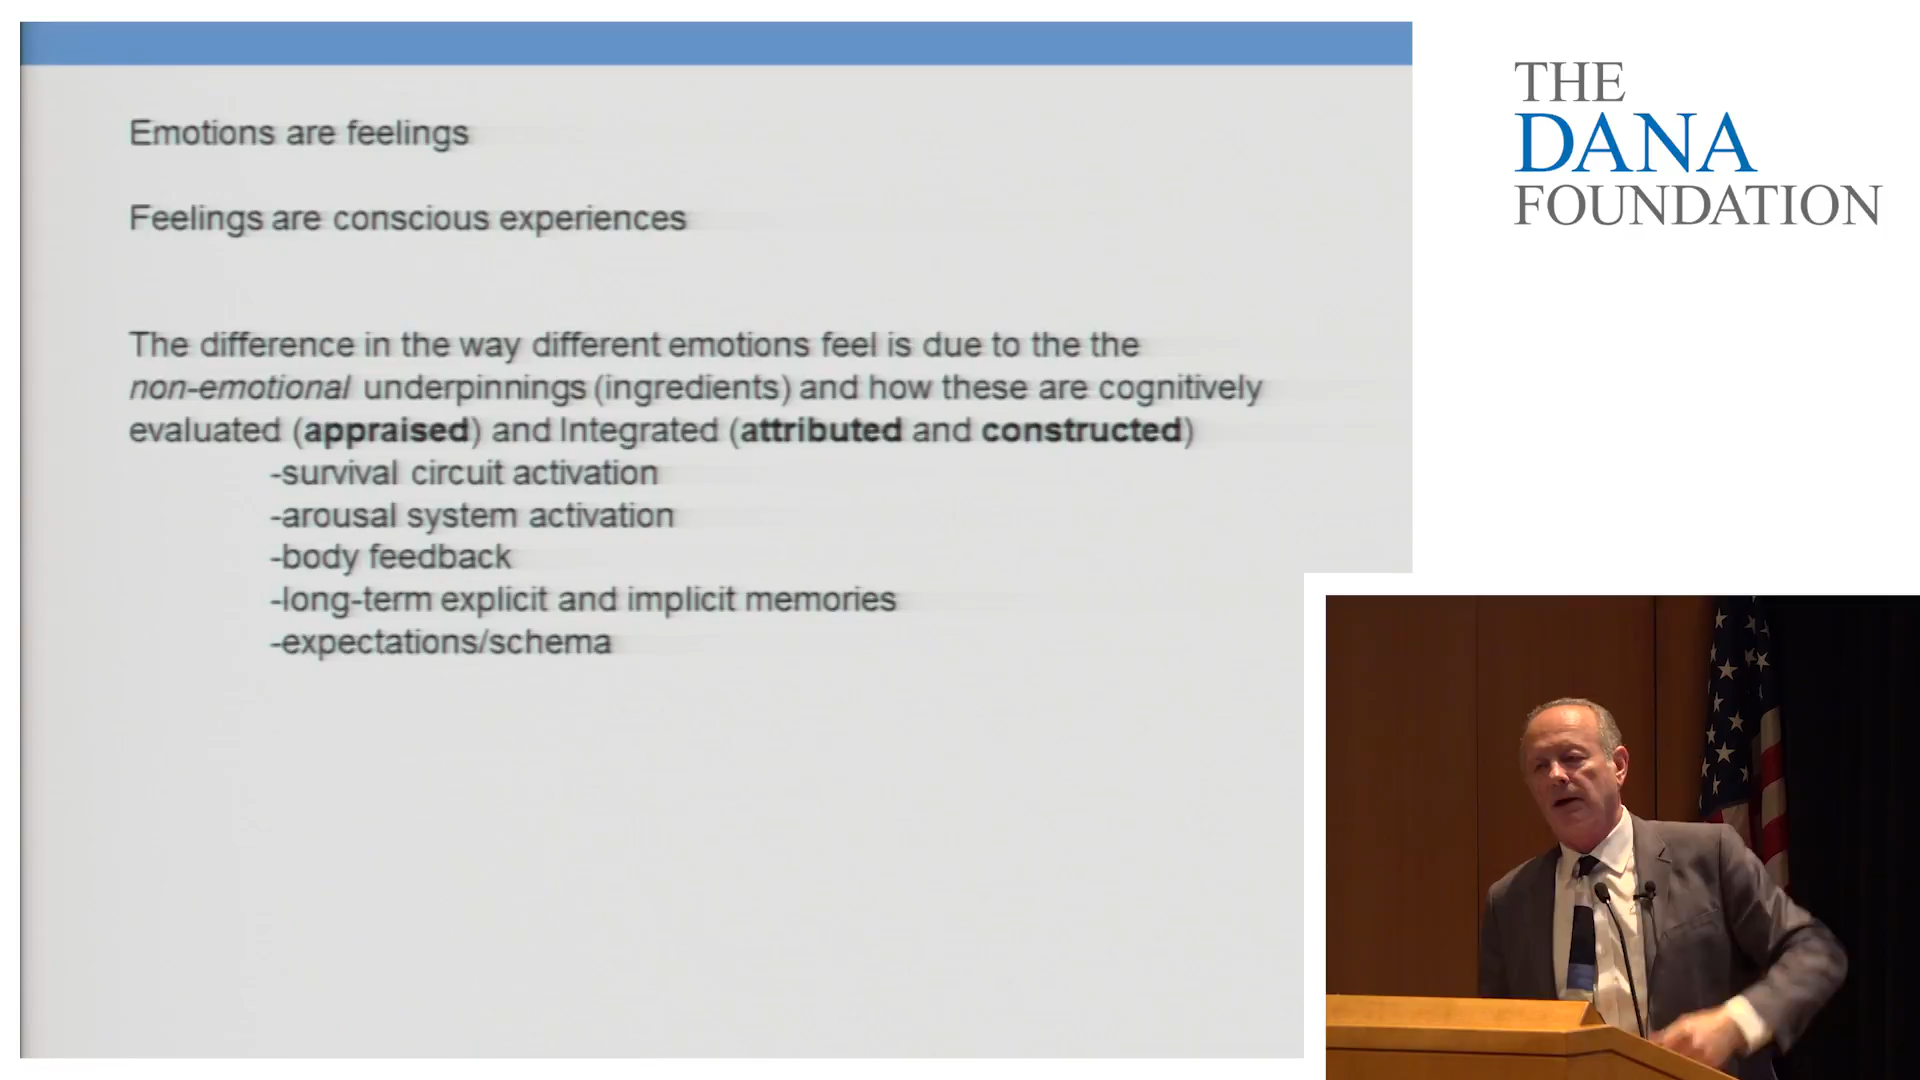 Emotions are feelings
Feelings are conscious experiences
The difference in the way different emotions feel is due to the the
non-emotional underpinnings (ingredients) and how these are cognitively
evaluated (appraised) and Integrated (attributed and constructed)
-survival circuit activation
-arousal system activation
-body feedback
-long-term explicit and implicit memories
-expectations/schema
THE
DANA
FOUNDATION